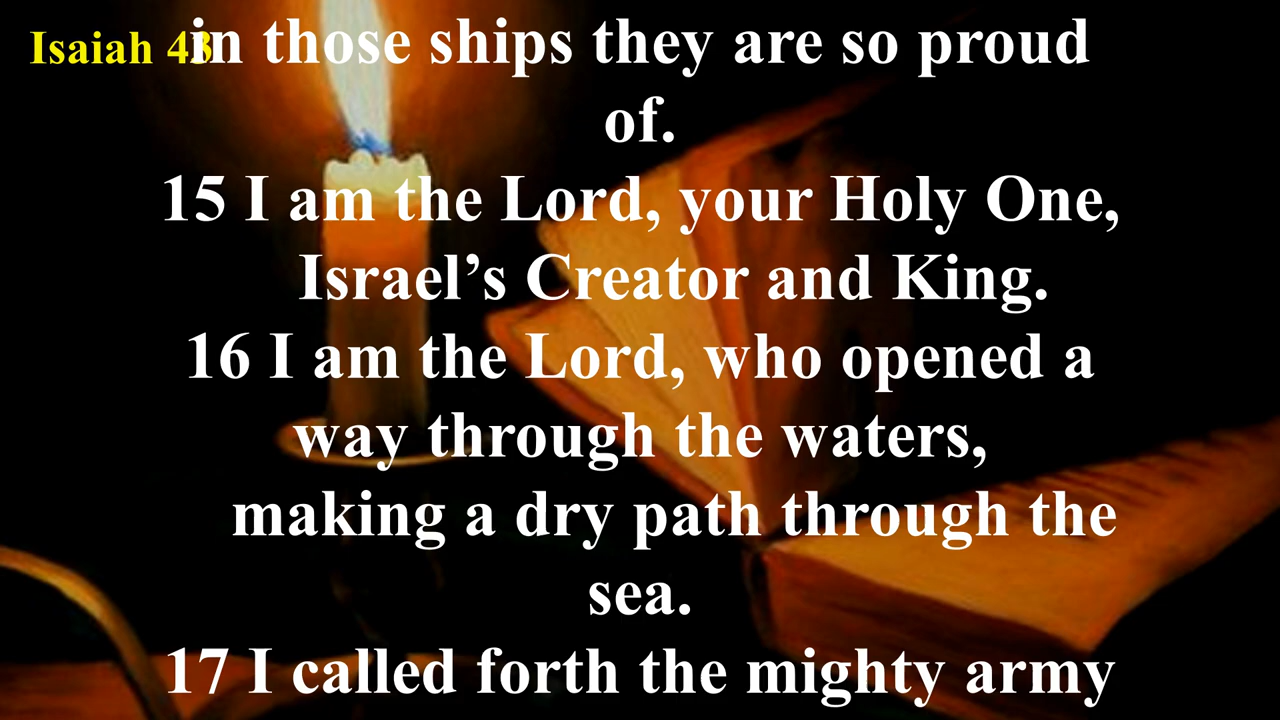 Isaiah 43
in those ships they are so proud
of.
15 I am the Lord, your Holy One,
Israel’s Creator and King.
16 I am the Lord, who opened a
way through the waters,
making a dry path through the
sea.
17 I called forth the mighty army